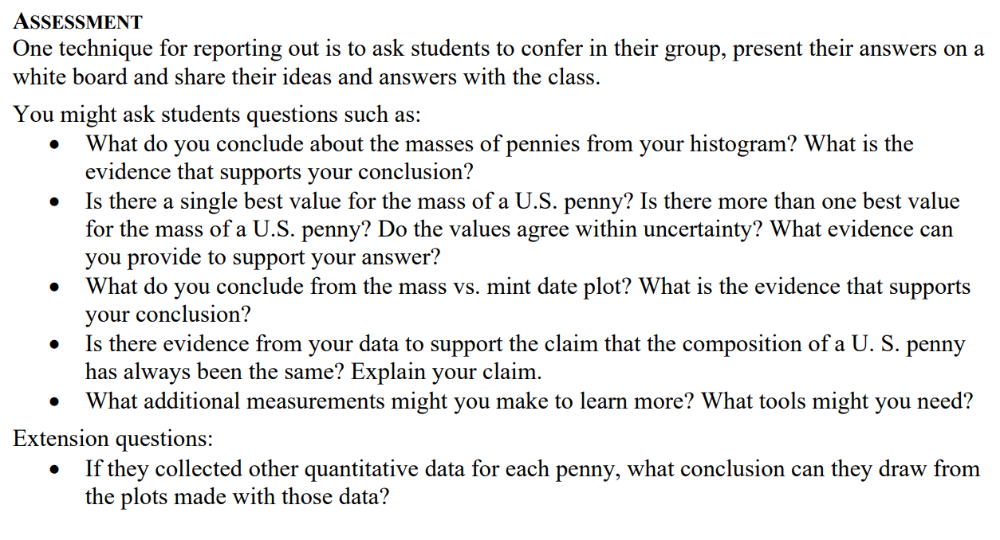 ASSESSMENT
One technique for reporting out is to ask students to confer in their group, present their answers on a
white board and share their ideas and answers with the class.
You might ask students questions such as:
• What do you conclude about the masses of pennies from your histogram? What is the
evidence that supports your conclusion?
• Is there a single best value for the mass of a U.S. penny? Is there more than one best value
for the mass of a U.S. penny? Do the values agree within uncertainty? What evidence can
you provide to support your answer?
• What do you conclude from the mass vs. mint date plot? What is the evidence that supports
your conclusion?
• Is there evidence from your data to support the claim that the composition of a U. S. penny
has always been the same? Explain your claim.
• What additional measurements might you make to learn more? What tools might you need?
Extension questions:
• If they collected other quantitative data for each penny, what conclusion can they draw from
the plots made with those data?